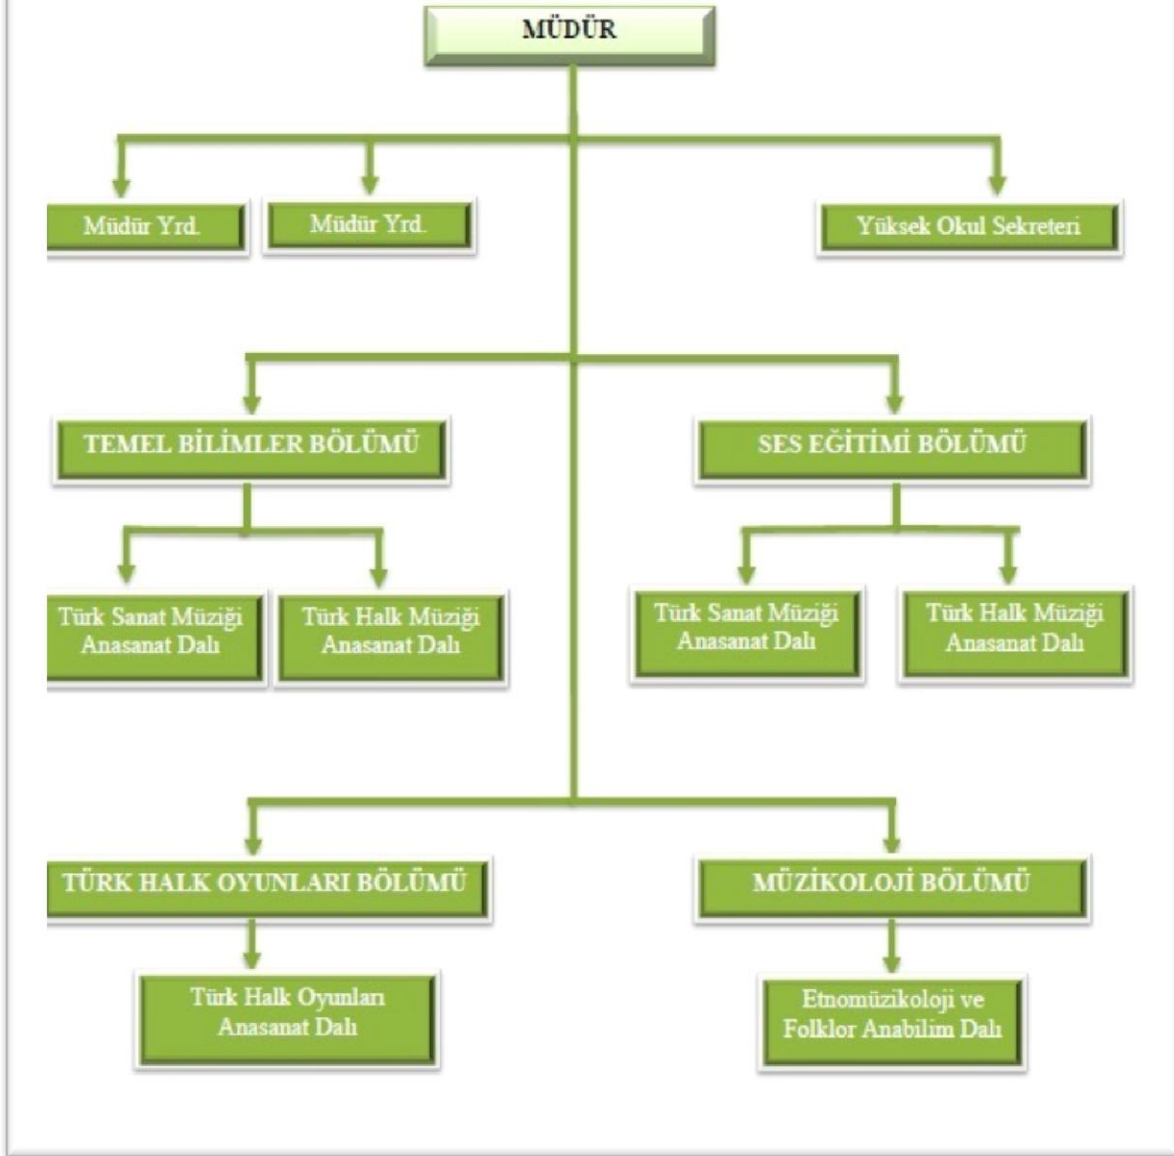 MÜDÜR
Müdür Yrd.
Müdür Yrd.
Yüksek Okul Sekreteri
TEMEL BİLİMLER BÖLÜMÜ
SES EĞİTİMİ BÖLÜMÜ
Türk Sanat Müziği
Anasanat Dalı
Türk Halk Müziği
Anasanat Dalı
Türk Sanat Müziği
Anasanat Dalı
Türk Halk Müziği
Anasanat Dalı
TÜRK HALK OYUNLARI BÖLÜMÜ
MÜZİKOLOJİ BÖLÜMÜ
Türk Halk Oyunları
Anasanat Dalı
Etnomüzikoloji ve
Folklor Anabilim Dalı